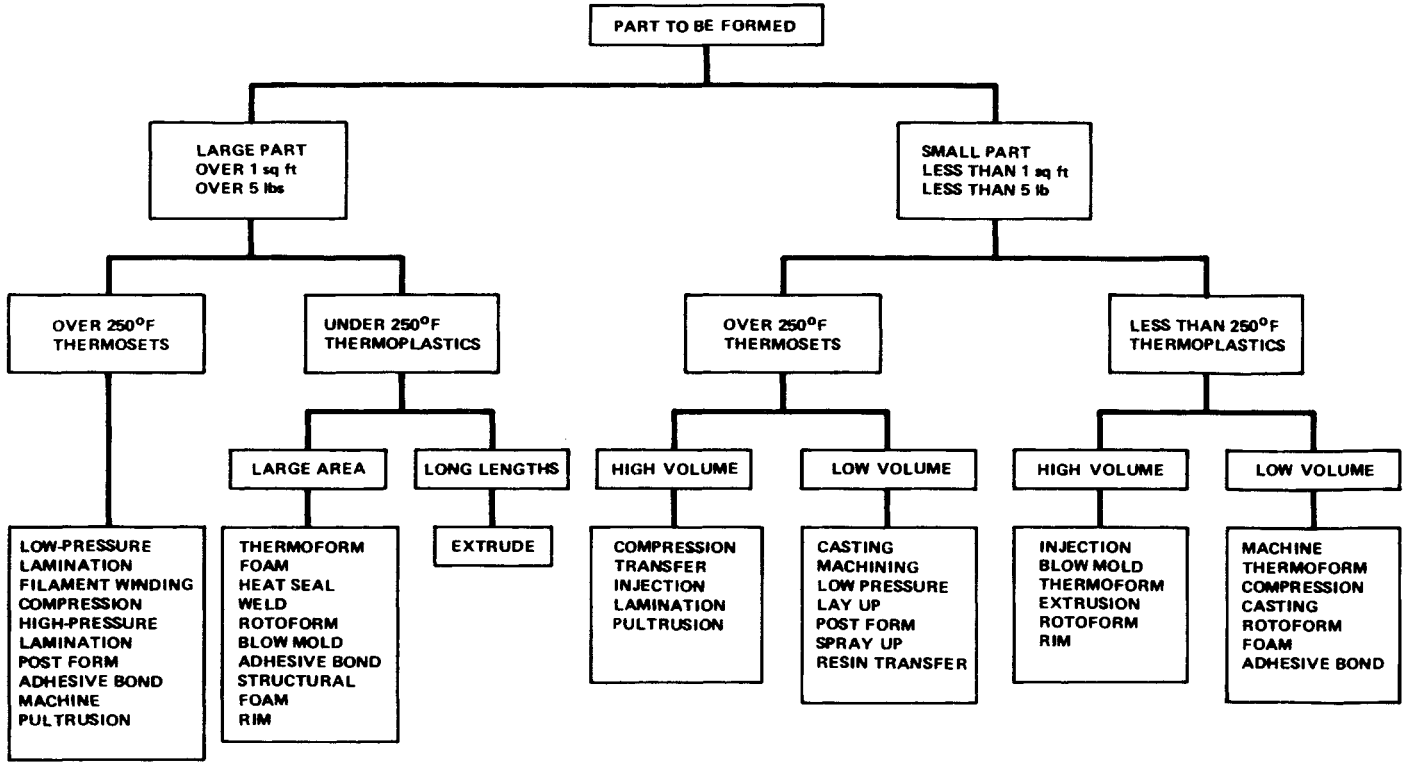 PART TO BE FORMED
LARGE PART
OVER 1 sq ft
OVER 5 lbs
SMALL PART
LESS THAN 1 sq ft
LESS THAN 5 lb
OVER 250°F
THERMOSETS
UNDER 250°F
THERMOPLASTICS
OVER 250°F
THERMOSETS
LESS THAN 250°F
THERMOPLASTICS
LARGE AREA
LONG LENGTHS
HIGH VOLUME
LOW VOLUME
HIGH VOLUME
LOW VOLUME
LOW-PRESSURE
LAMINATION
FILAMENT WINDING
COMPRESSION
HIGH-PRESSURE
LAMINATION
POST FORM
ADHESIVE BOND
MACHINE
PULTRUSION
THERMOFORM
FOAM
HEAT SEAL
WELD
ROTOFORM
BLOW MOLD
ADHESIVE BOND
STRUCTURAL
FOAM
RIM
EXTRUDE
COMPRESSION
TRANSFER
INJECTION
LAMINATION
PULTRUSION
CASTING
MACHINING
LOW PRESSURE
LAY UP
POST FORM
SPRAY UP
RESIN TRANSFER
INJECTION
BLOW MOLD
THERMOFORM
EXTRUSION
ROTOFORM
RIM
MACHINE
THERMOFORM
COMPRESSION
CASTING
ROTOFORM
FOAM
ADHESIVE BOND